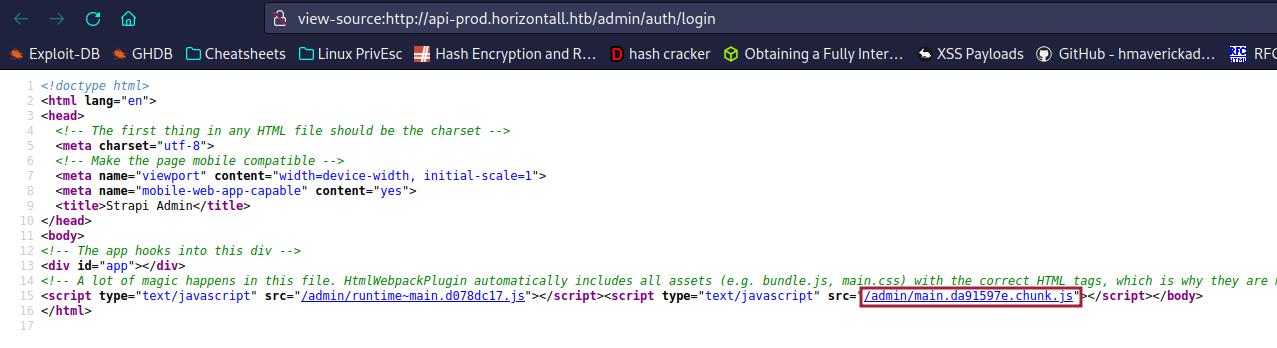 view-source:http://api-prod.horizontall.htb/admin/auth/login
Exploit-DB GHDB Cheatsheets Linux PrivEsc Hash Encryption and R… hash cracker Obtaining a Fully Inter… XSS Payloads GitHub - hmaverickad… RFC
1 <!doctype html>
2 <html lang="en">
3 <head>
4 <!-- The first thing in any HTML file should be the charset -->
5 <meta charset="utf-8">
6 <!-- Make the page mobile compatible -->
7 <meta name="viewport" content="width=device-width, initial-scale=1">
8 <meta name="mobile-web-app-capable" content="yes">
9 <title>Strapi Admin</title>
10 </head>
11 <body>
12 <!-- The app hooks into this div -->
13 <div id="app"></div>
14 <!-- A lot of magic happens in this file. HtmlWebpackPlugin automatically includes all assets (e.g. bundle.js, main.css) with the correct HTML tags, which is why they are
15 <script type="text/javascript" src="/admin/runtime~main.d078dc17.js"></script><script type="text/javascript" src="/admin/main.da91597e.chunk.js"></script></body>
16 </html>
17